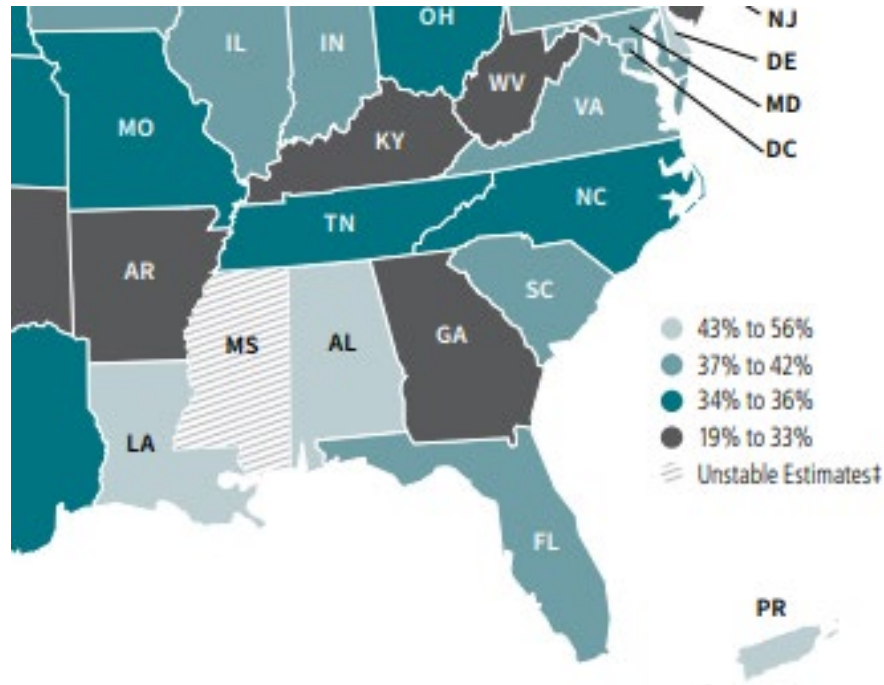 OH
NJ
IL
IN
DE
WV
MD
VA
MO
KY
DC
NC
TN
AR
SC
MS
AL
GA
43% to 56%
37% to 42%
34% to 36%
19% to 33%
LA
Unstable Estimates‡
FL
PR